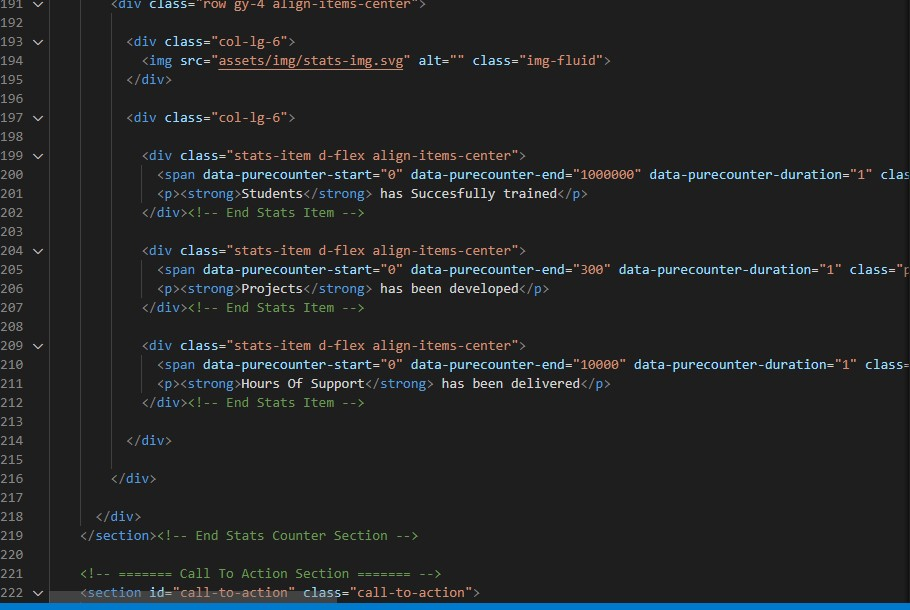 191 <div class="row gy-4 align-items-center">
192
193 <div class="col-lg-6">
194 <img src="assets/img/stats-img.svg" alt="" class="img-fluid">
195 </div>
196
197 <div class="col-lg-6">
198
199 <div class="stats-item d-flex align-items-center">
200 <span data-purecounter-start="0" data-purecounter-end="1000000" data-purecounter-duration="1" clas
201 <p><strong>Students</strong> has Succesfully trained</p>
202 </div><!-- End Stats Item -->
203
204 <div class="stats-item d-flex align-items-center">
205 <span data-purecounter-start="0" data-purecounter-end="300" data-purecounter-duration="1" class="p
206 <p><strong>Projects</strong> has been developed</p>
207 </div><!-- End Stats Item -->
208
209 <div class="stats-item d-flex align-items-center">
210 <span data-purecounter-start="0" data-purecounter-end="10000" data-purecounter-duration="1" class=
211 <p><strong>Hours Of Support</strong> has been delivered</p>
212 </div><!-- End Stats Item -->
213
214 </div>
215
216 </div>
217
218 </div>
219 </section><!-- End Stats Counter Section -->
220
221 <!-- ======= Call To Action Section ======= -->
222 <section id="call-to-action" class="call-to-action">